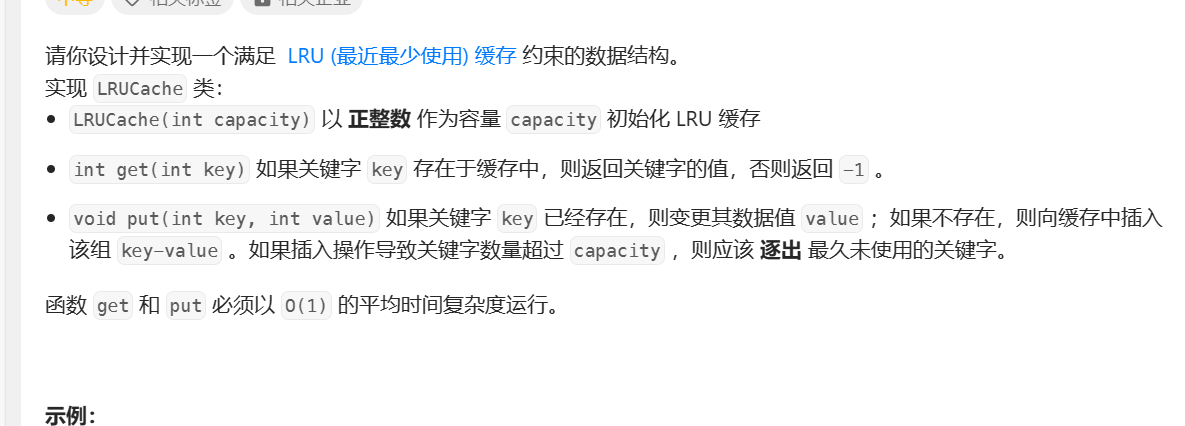 请你设计并实现一个满足 LRU (最近最少使用) 缓存 约束的数据结构。
实现 LRUCache 类：
• LRUCache(int capacity) 以 正整数 作为容量 capacity 初始化 LRU 缓存
• int get(int key) 如果关键字 key 存在于缓存中，则返回关键字的值，否则返回 -1 。
• void put(int key, int value) 如果关键字 key 已经存在，则变更其数据值 value ；如果不存在，则向缓存中插入
该组 key-value 。如果插入操作导致关键字数量超过 capacity ，则应该 逐出 最久未使用的关键字。
函数 get 和 put 必须以 O(1) 的平均时间复杂度运行。
示例：